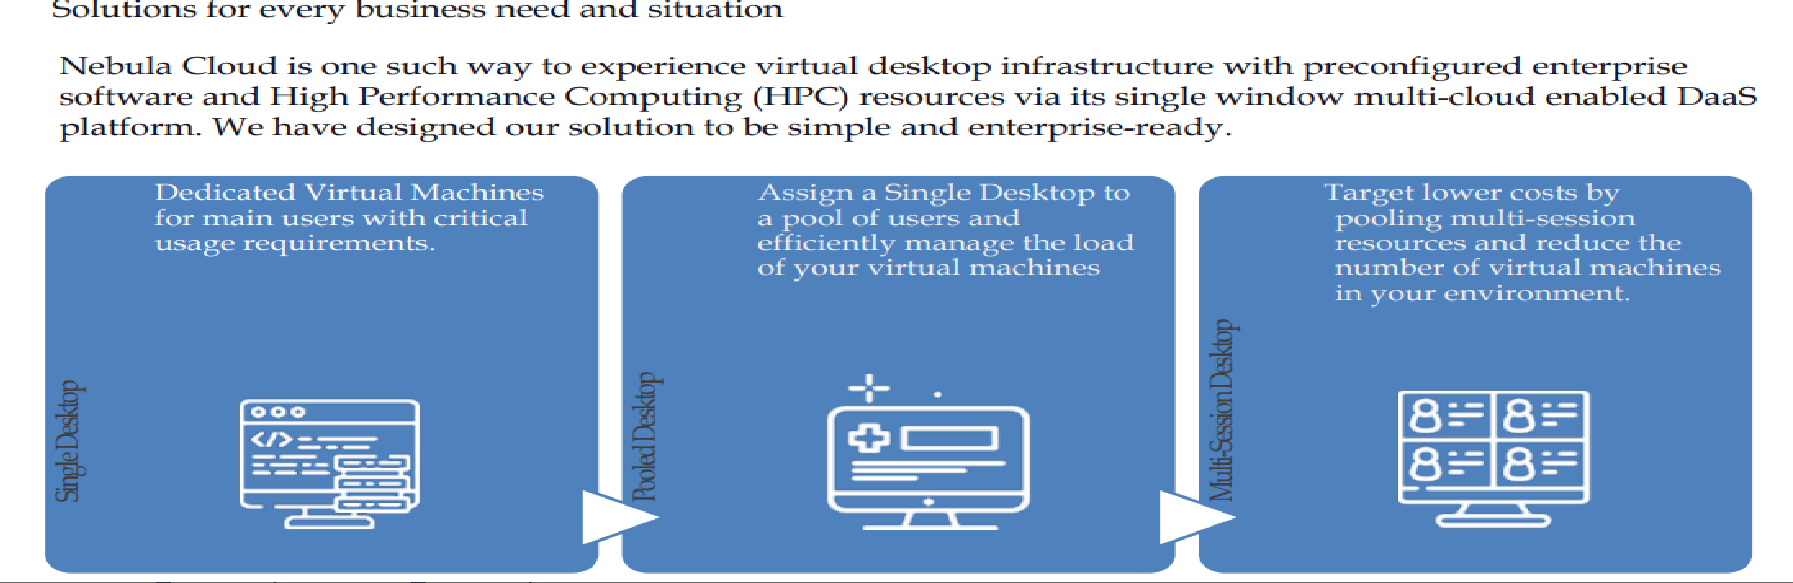 Solutions for every business need and situation
Nebula Cloud is one such way to experience virtual desktop infrastructure with preconfigured enterprise
software and High Performance Computing (HPC) resources via its single window multi-cloud enabled DaaS
platform. We have designed our solution to be simple and enterprise-ready.
Dedicated Virtual Machines
for main users with critical
usage requirements.
Single Desktop
Assign a Single Desktop to
a pool of users and
efficiently manage the load
of your virtual machines
Pooled Desktop
Target lower costs by
pooling multi-session
resources and reduce the
number of virtual machines
in your environment.
Multi-Session Desktop